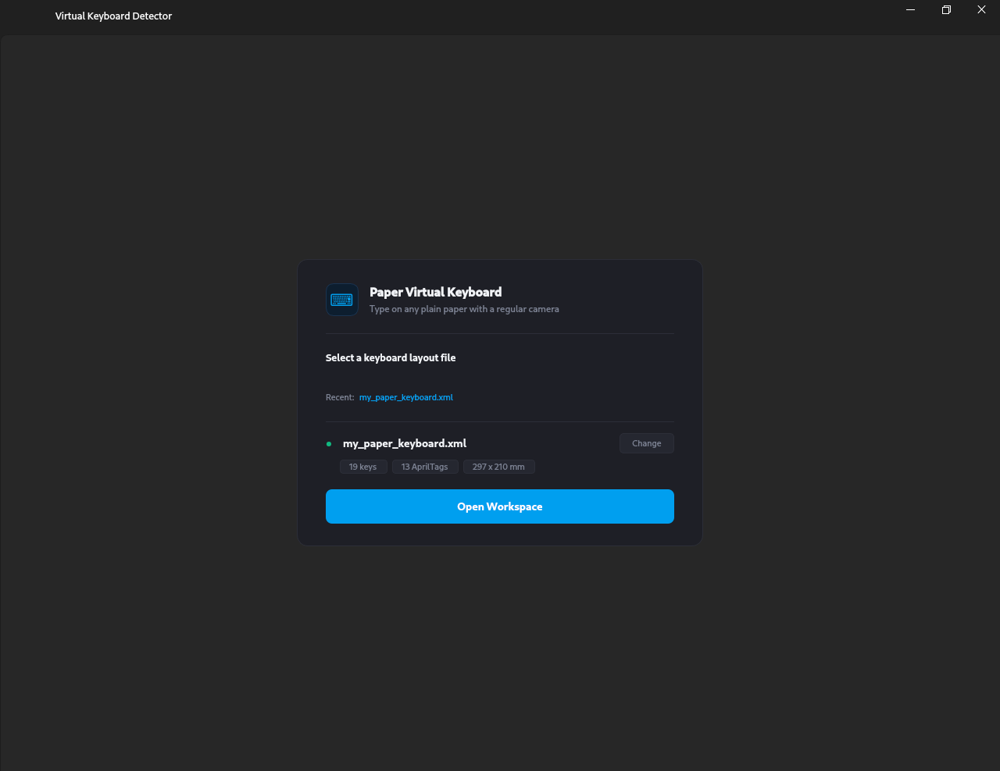 Virtual Keyboard Detector
Paper Virtual Keyboard
Type on any plain paper with a regular camera
Select a keyboard layout file
Recent: my_paper_keyboard.xml
my_paper_keyboard.xml
Change
19 keys 13 AprilTags 297 x 210 mm
Open Workspace